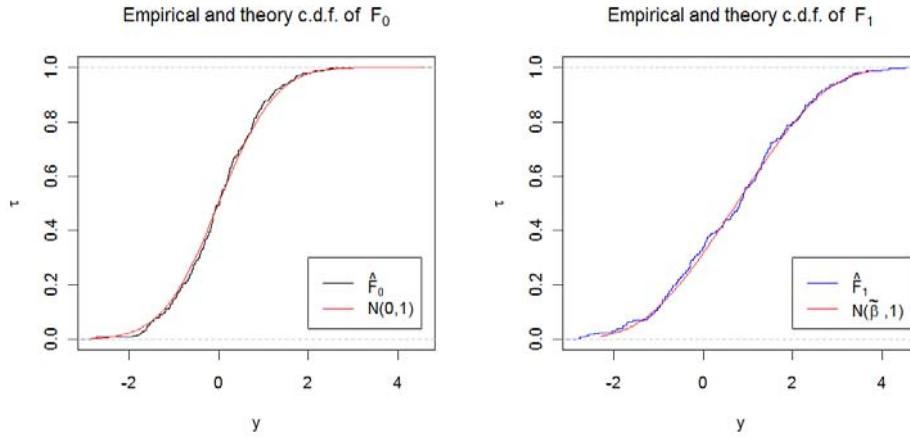 Empirical and theory c.d.f. of F₀
τ
0.0 0.2 0.4 0.6 0.8 1.0
F̂₀
N(0,1)
-2 0 2 4
y
Empirical and theory c.d.f. of F₁
τ
0.0 0.2 0.4 0.6 0.8 1.0
F̂₁
N(β̃ ,1)
-2 0 2 4
y